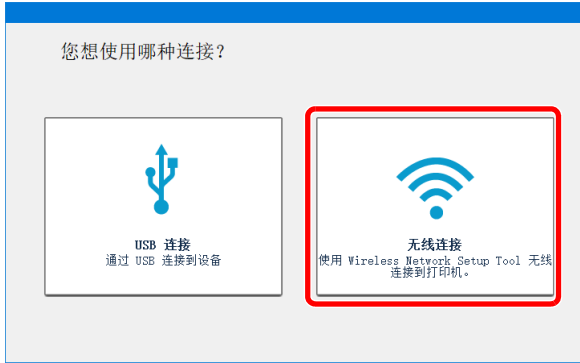 您想使用哪种连接?
USB 连接
通过 USB 连接到设备
无线连接
使用 Wireless Network Setup Tool 无线
连接到打印机。